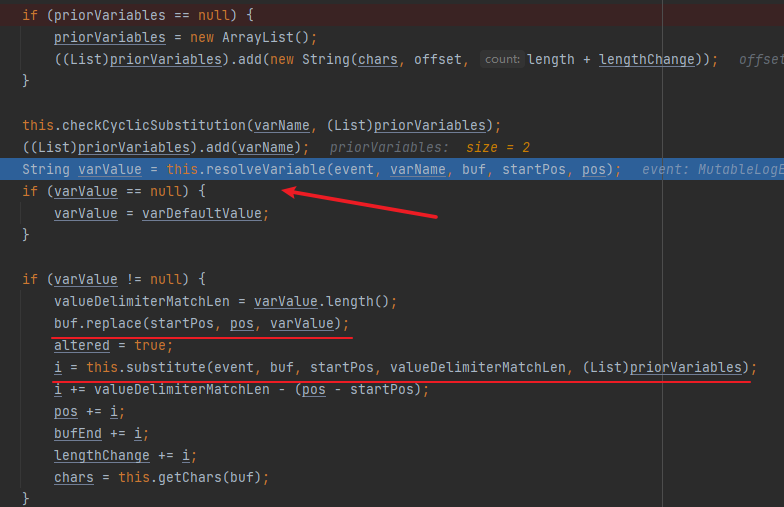 if (priorVariables == null) {
priorVariables = new ArrayList();
((List)priorVariables).add(new String(chars, offset, count: length + lengthChange)); offset
}
this.checkCyclicSubstitution(varName, (List)priorVariables);
((List)priorVariables).add(varName); priorVariables: size = 2
String varValue = this.resolveVariable(event, varName, buf, startPos, pos); event: MutableLogE
if (varValue == null) {
varValue = varDefaultValue;
}
if (varValue != null) {
valueDelimiterMatchLen = varValue.length();
buf.replace(startPos, pos, varValue);
altered = true;
i = this.substitute(event, buf, startPos, valueDelimiterMatchLen, (List)priorVariables);
i += valueDelimiterMatchLen - (pos - startPos);
pos += i;
bufEnd += i;
lengthChange += i;
chars = this.getChars(buf);
}